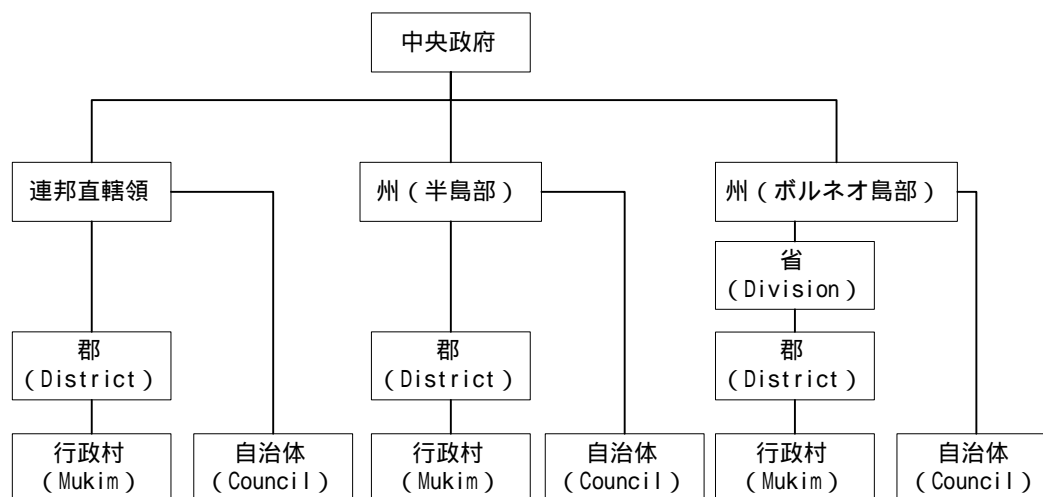 中央政府
連邦直轄領
州（半島部）
州（ボルネオ島部）
省
（Division）
郡
（District）
郡
（District）
郡
（District）
行政村
（Mukim）
自治体
（Council）
行政村
（Mukim）
自治体
（Council）
行政村
（Mukim）
自治体
（Council）